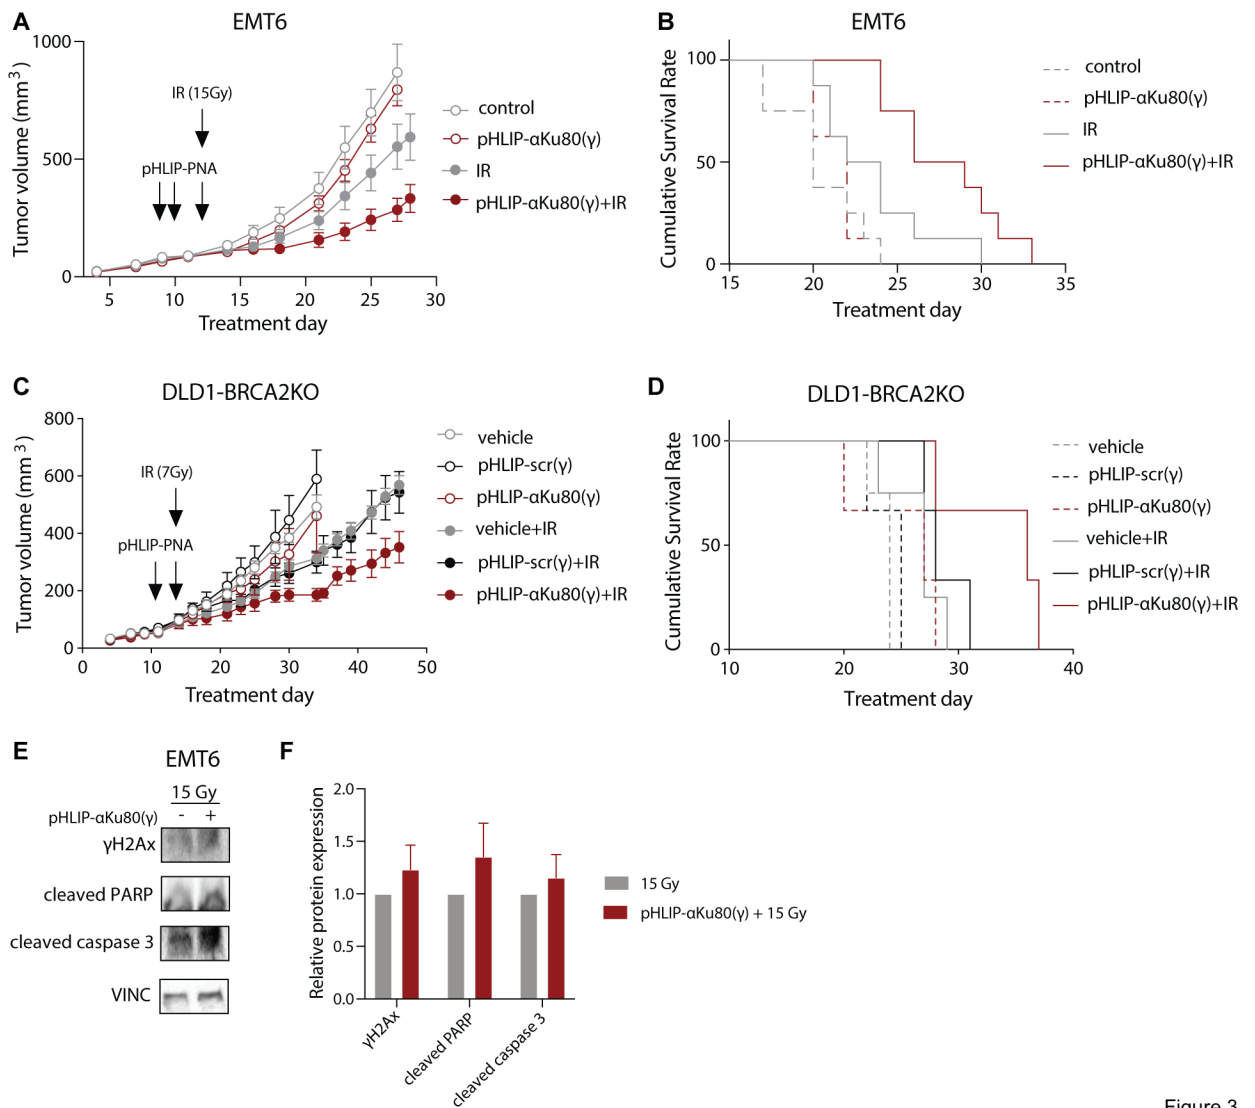 A
EMT6
Tumor volume (mm3)
1000
500
0
5
10
15
20
25
30
Treatment day
IR (15Gy)
pHLIP-PNA
control
pHLIP-αKu80(γ)
IR
pHLIP-αKu80(γ)+IR
B
EMT6
Cumulative Survival Rate
100
50
0
15
20
25
30
35
Treatment day
control
pHLIP-αKu80(γ)
IR
pHLIP-αKu80(γ)+IR
C
DLD1-BRCA2KO
Tumor volume (mm3)
800
600
400
200
0
0
10
20
30
40
50
Treatment day
IR (7Gy)
pHLIP-PNA
vehicle
pHLIP-scr(γ)
pHLIP-αKu80(γ)
vehicle+IR
pHLIP-scr(γ)+IR
pHLIP-αKu80(γ)+IR
D
DLD1-BRCA2KO
Cumulative Survival Rate
100
50
0
10
20
30
40
Treatment day
vehicle
pHLIP-scr(γ)
pHLIP-αKu80(γ)
vehicle+IR
pHLIP-scr(γ)+IR
pHLIP-αKu80(γ)+IR
E
EMT6
15 Gy
pHLIP-αKu80(γ) - +
γH2Ax
cleaved PARP
cleaved caspase 3
VINC
F
Relative protein expression
2.0
1.5
1.0
0.5
0.0
γH2Ax
cleaved PARP
cleaved caspase 3
15 Gy
pHLIP-αKu80(γ) + 15 Gy
Figure 3